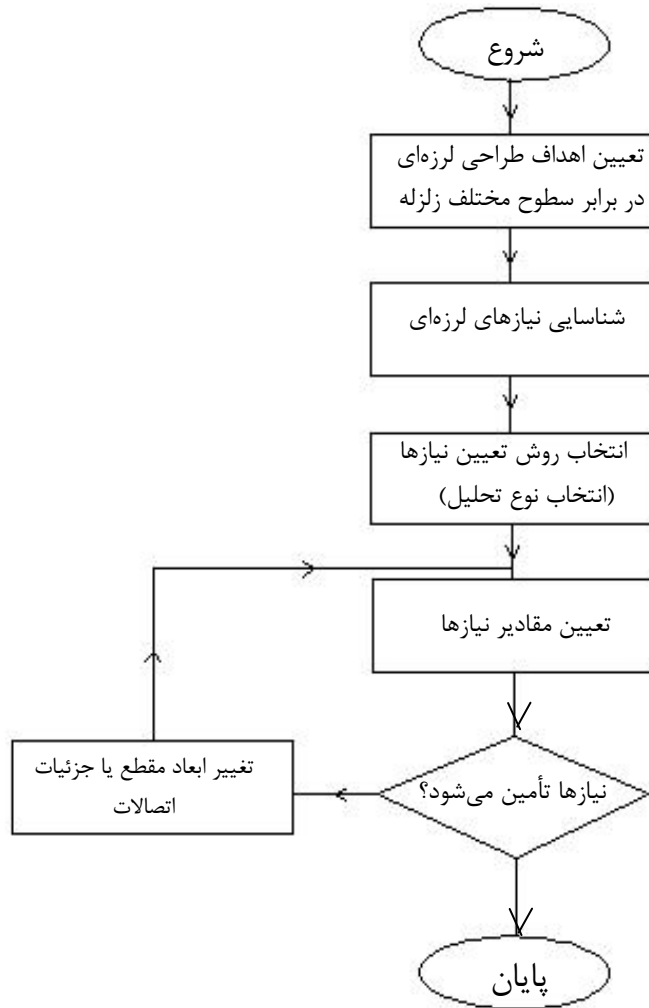 شروع
تعیین اهداف طراحی لرزه‌ای
در برابر سطوح مختلف زلزله
شناسایی نیازهای لرزه‌ای
انتخاب روش تعیین نیازها
(انتخاب نوع تحلیل)
تعیین مقادیر نیازها
نیازها تأمین می‌شود؟
تغییر ابعاد مقطع یا جزئیات
اتصالات
پایان